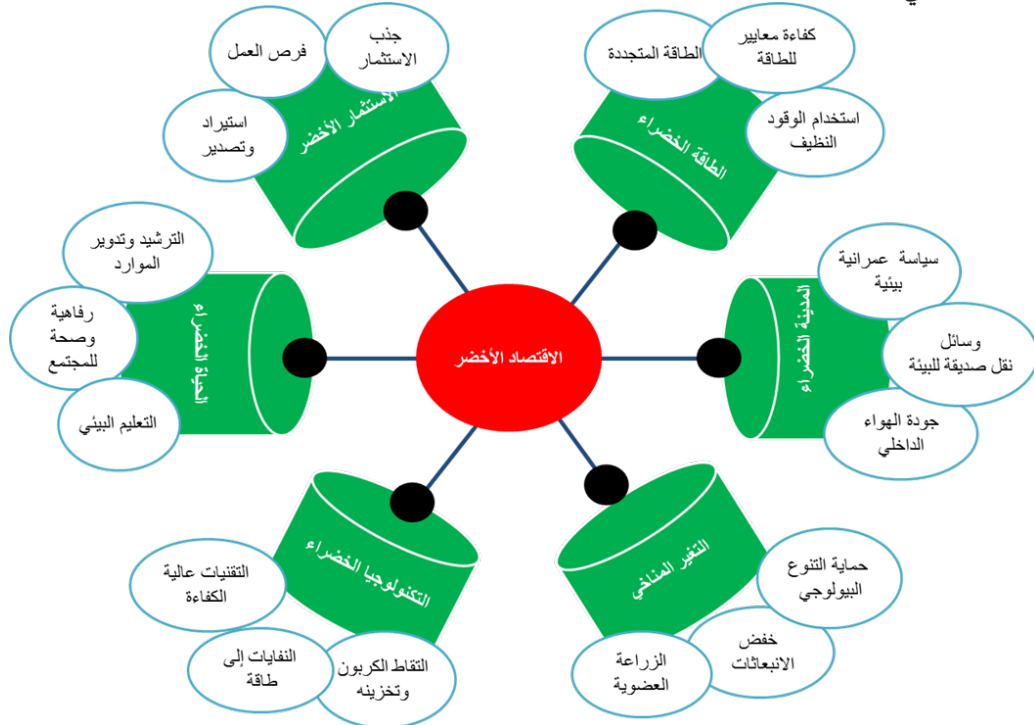 ي
كفاءة معايير
للطاقة
الطاقة المتجددة
استخدام الوقود
النظيف
الطاقة الخضراء
جذب
الاستثمار
فرص العمل
استيراد
وتصدير
الاستثمار الأخضر
سياسة عمرانية
بيئية
وسائل
نقل صديقة للبيئة
جودة الهواء
الداخلي
المدينة الخضراء
الاقتصاد الأخضر
الترشيد وتدوير
الموارد
رفاهية
وصحة
للمجتمع
التعليم البيئي
الحياة الخضراء
حماية التنوع
البيولوجي
خفض
الانبعاثات
الزراعة
العضوية
التغير المناخي
التكنولوجيا الخضراء
التقنيات عالية
الكفاءة
النفايات إلى
طاقة
التقاط الكربون
وتخزينه